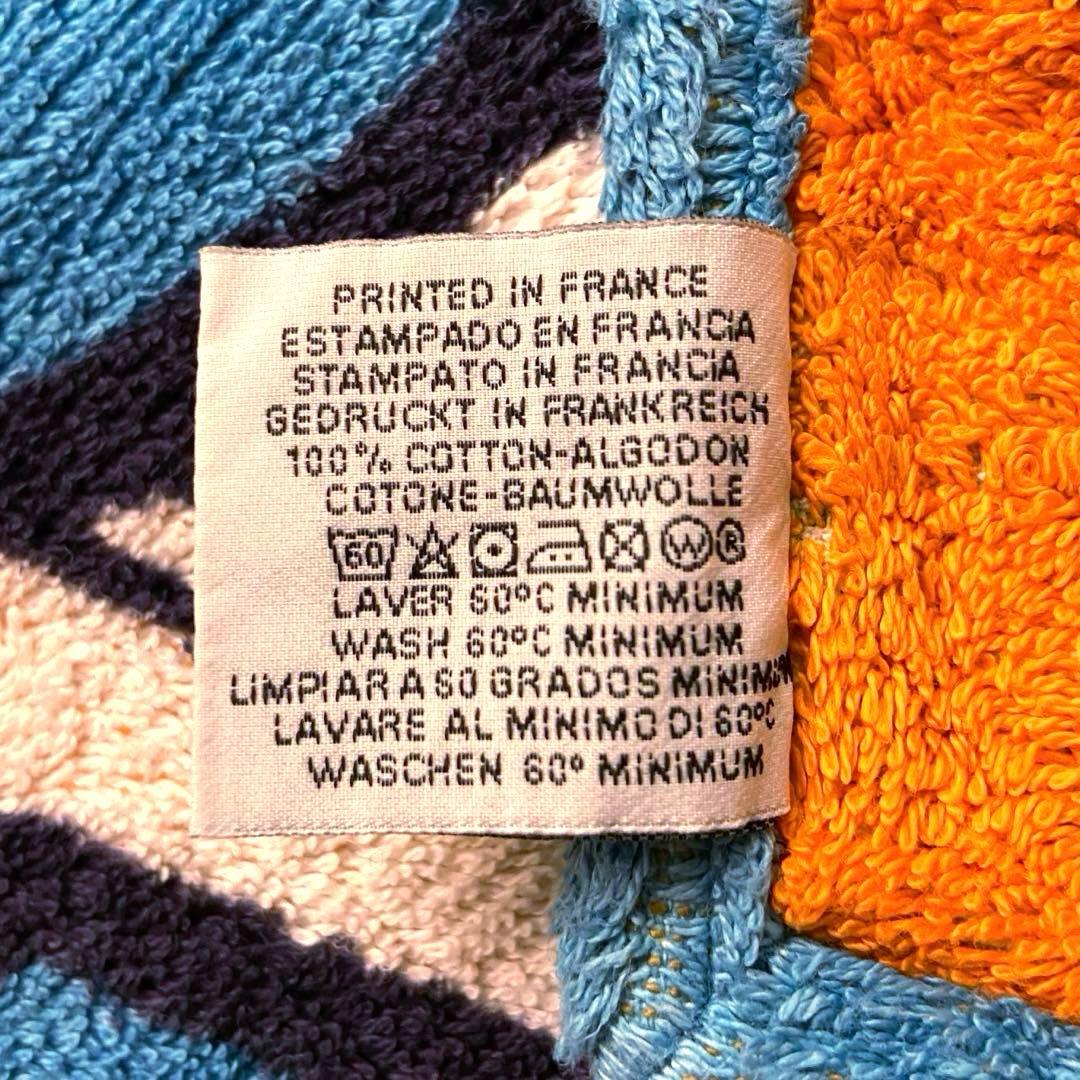 PRINTED IN FRANCE
ESTAMPADO EN FRANCIA
STAMPATO IN FRANCIA
GEDRUCKT IN FRANKREICH
100% COTTON-ALGODON
COTONE-BAUMWOLLE
60 W ®
LAVER 60°C MINIMUM
WASH 60°C MINIMUM
LIMPIAR A 60 GRADOS
LAVARE AL MINIMO DI 60°C
WASCHEN 60° MINIMUM